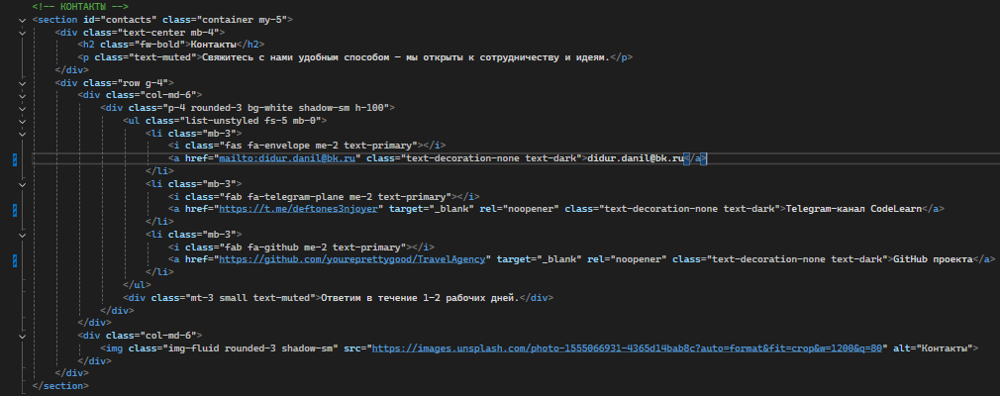 <!-- КОНТАКТЫ -->
<section id="contacts" class="container my-5">
<div class="text-center mb-4">
<h2 class="fw-bold">Контакты</h2>
<p class="text-muted">Свяжитесь с нами удобным способом — мы открыты к сотрудничеству и идеям.</p>
</div>
<div class="row g-4">
<div class="col-md-6">
<div class="p-4 rounded-3 bg-white shadow-sm h-100">
<ul class="list-unstyled fs-5 mb-0">
<li class="mb-3">
<i class="fas fa-envelope me-2 text-primary"></i>
<a href="mailto:didur.danil@bk.ru" class="text-decoration-none text-dark">didur.danil@bk.ru</a>
</li>
<li class="mb-3">
<i class="fab fa-telegram-plane me-2 text-primary"></i>
<a href="https://t.me/deftones3njoyer" target="_blank" rel="noopener" class="text-decoration-none text-dark">Telegram-канал CodeLearn</a>
</li>
<li class="mb-3">
<i class="fab fa-github me-2 text-primary"></i>
<a href="https://github.com/youreprettygood/TravelAgency" target="_blank" rel="noopener" class="text-decoration-none text-dark">GitHub проекта</a>
</li>
</ul>
<div class="mt-3 small text-muted">Ответим в течение 1–2 рабочих дней.</div>
</div>
</div>
<div class="col-md-6">
<img class="img-fluid rounded-3 shadow-sm" src="https://images.unsplash.com/photo-1555066931-4365d14bab8c?auto=format&fit=crop&w=1200&q=80" alt="Контакты">
</div>
</div>
</section>